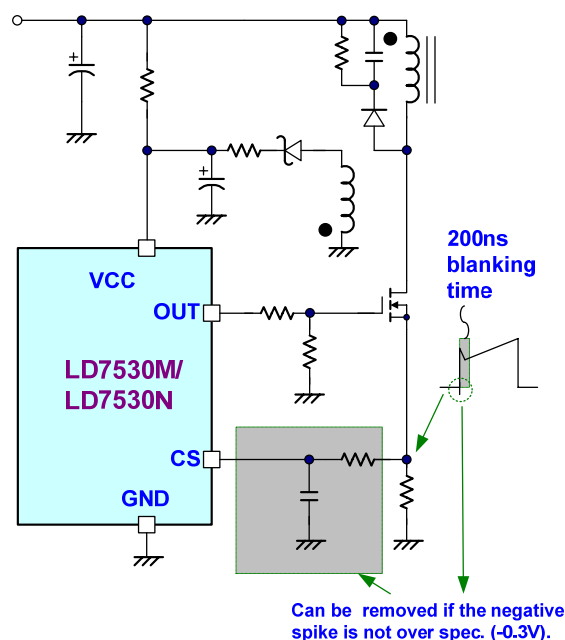 +
+
200ns
blanking
time
VCC
OUT
LD7530M/
LD7530N
CS
GND
Can be removed if the negative
spike is not over spec. (-0.3V).